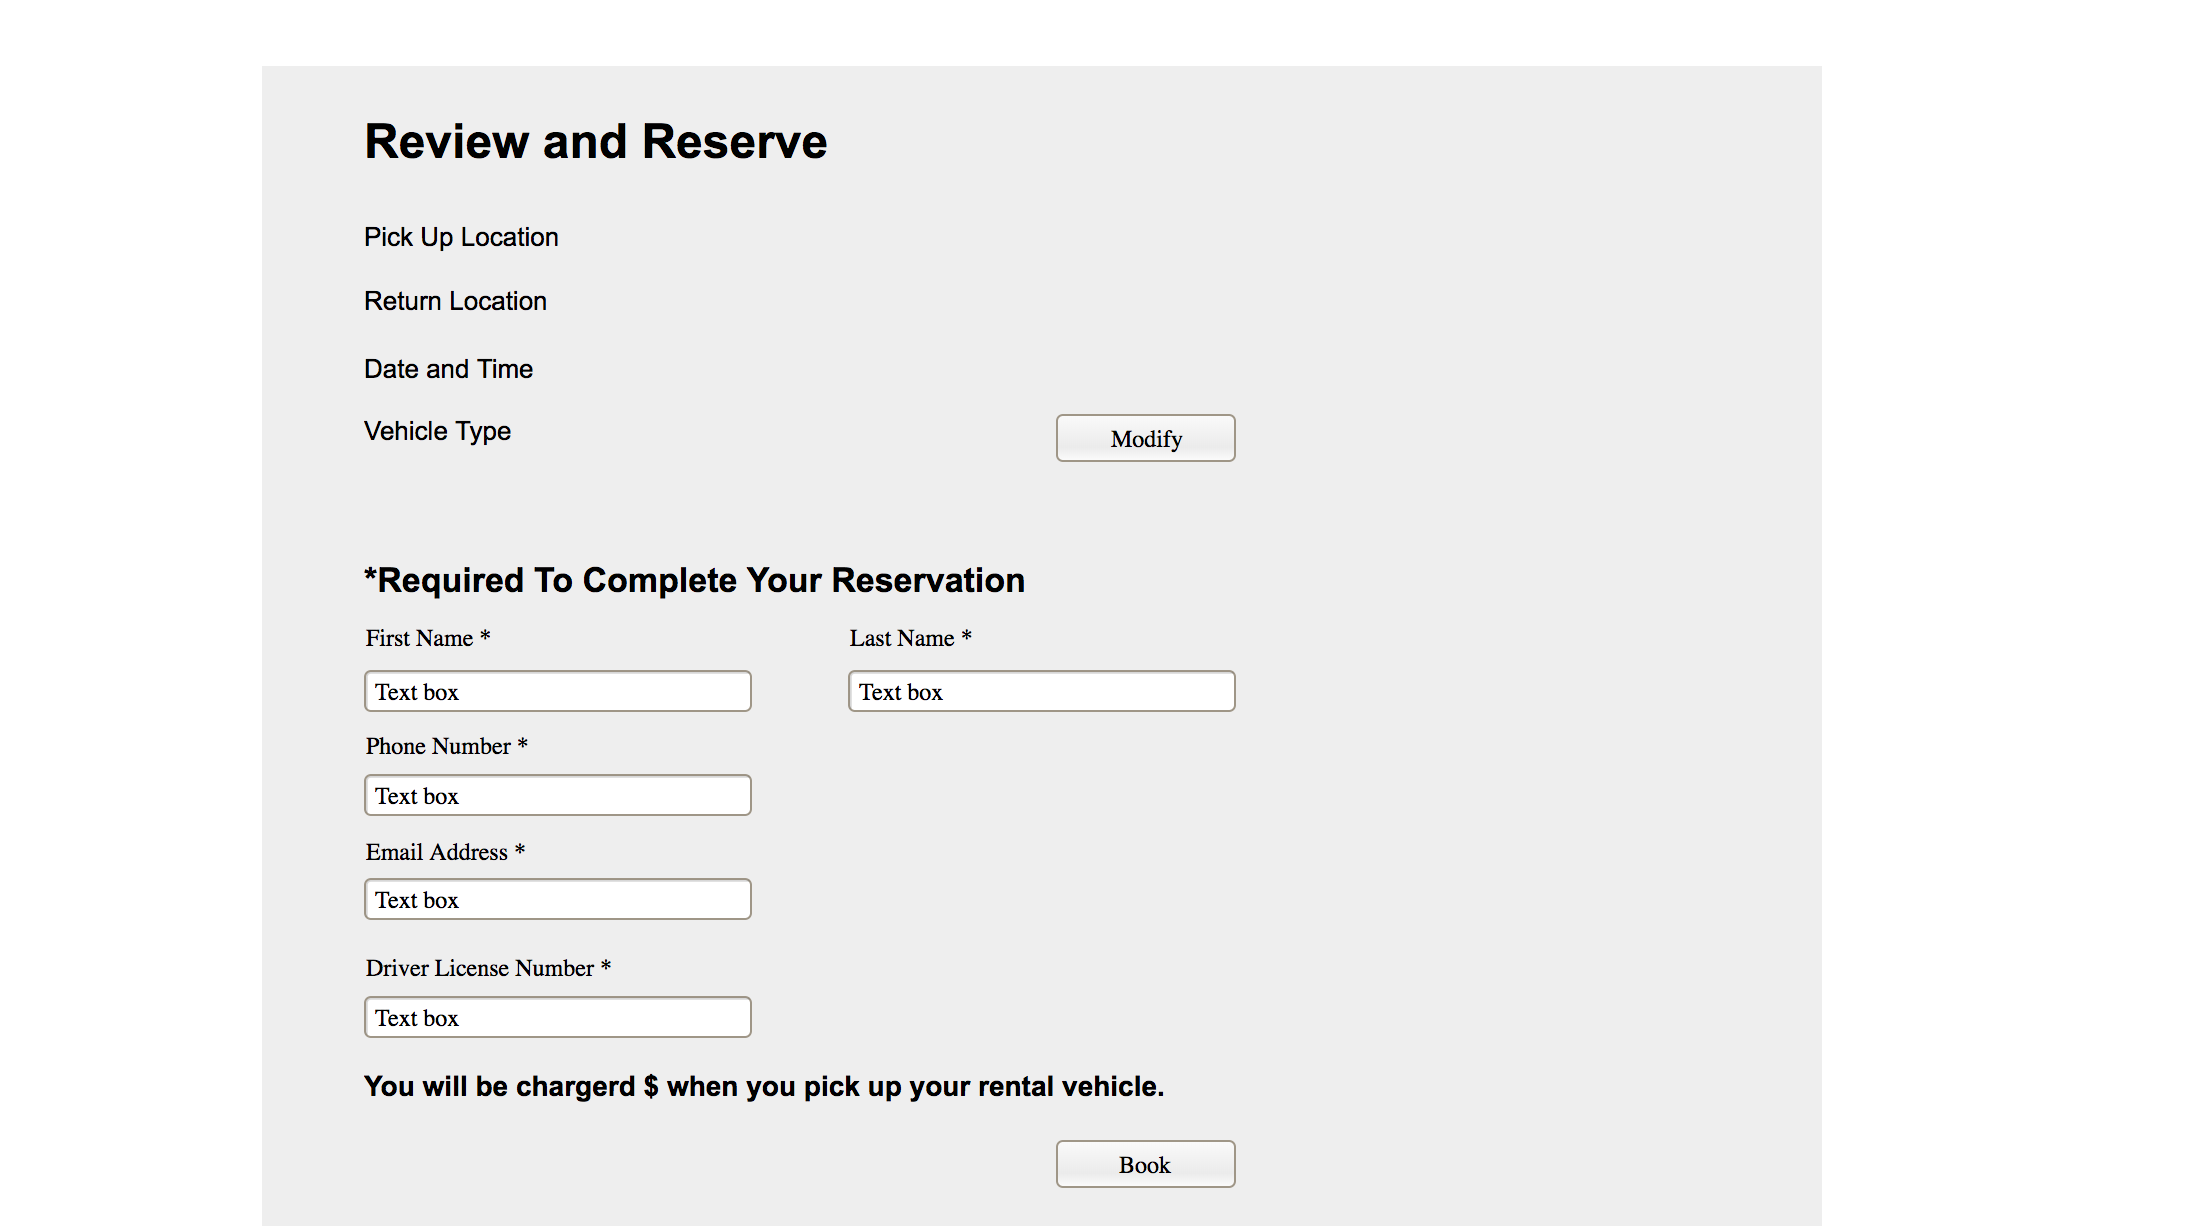 Review and Reserve
Pick Up Location
Return Location
Date and Time
Vehicle Type
Modify
*Required To Complete Your Reservation
First Name *
Last Name *
Text box
Text box
Phone Number *
Text box
Email Address *
Text box
Driver License Number *
Text box
You will be chargerd $ when you pick up your rental vehicle.
Book